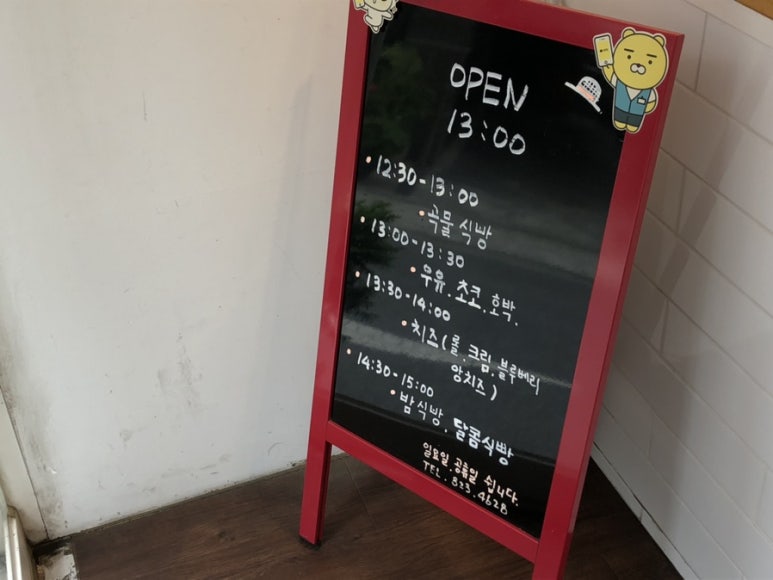 OPEN
13:00
• 12:30-13:00
• 곡물 식빵
• 13:00-13:30
• 우유. 초코. 호박.
• 13:30-14:00
• 치즈(롤. 크림. 블루베리
앙치즈)
• 14:30-15:00
• 밤식빵. 달콤식빵
일요일. 공휴일 쉽니다.
TEL. 823.4628